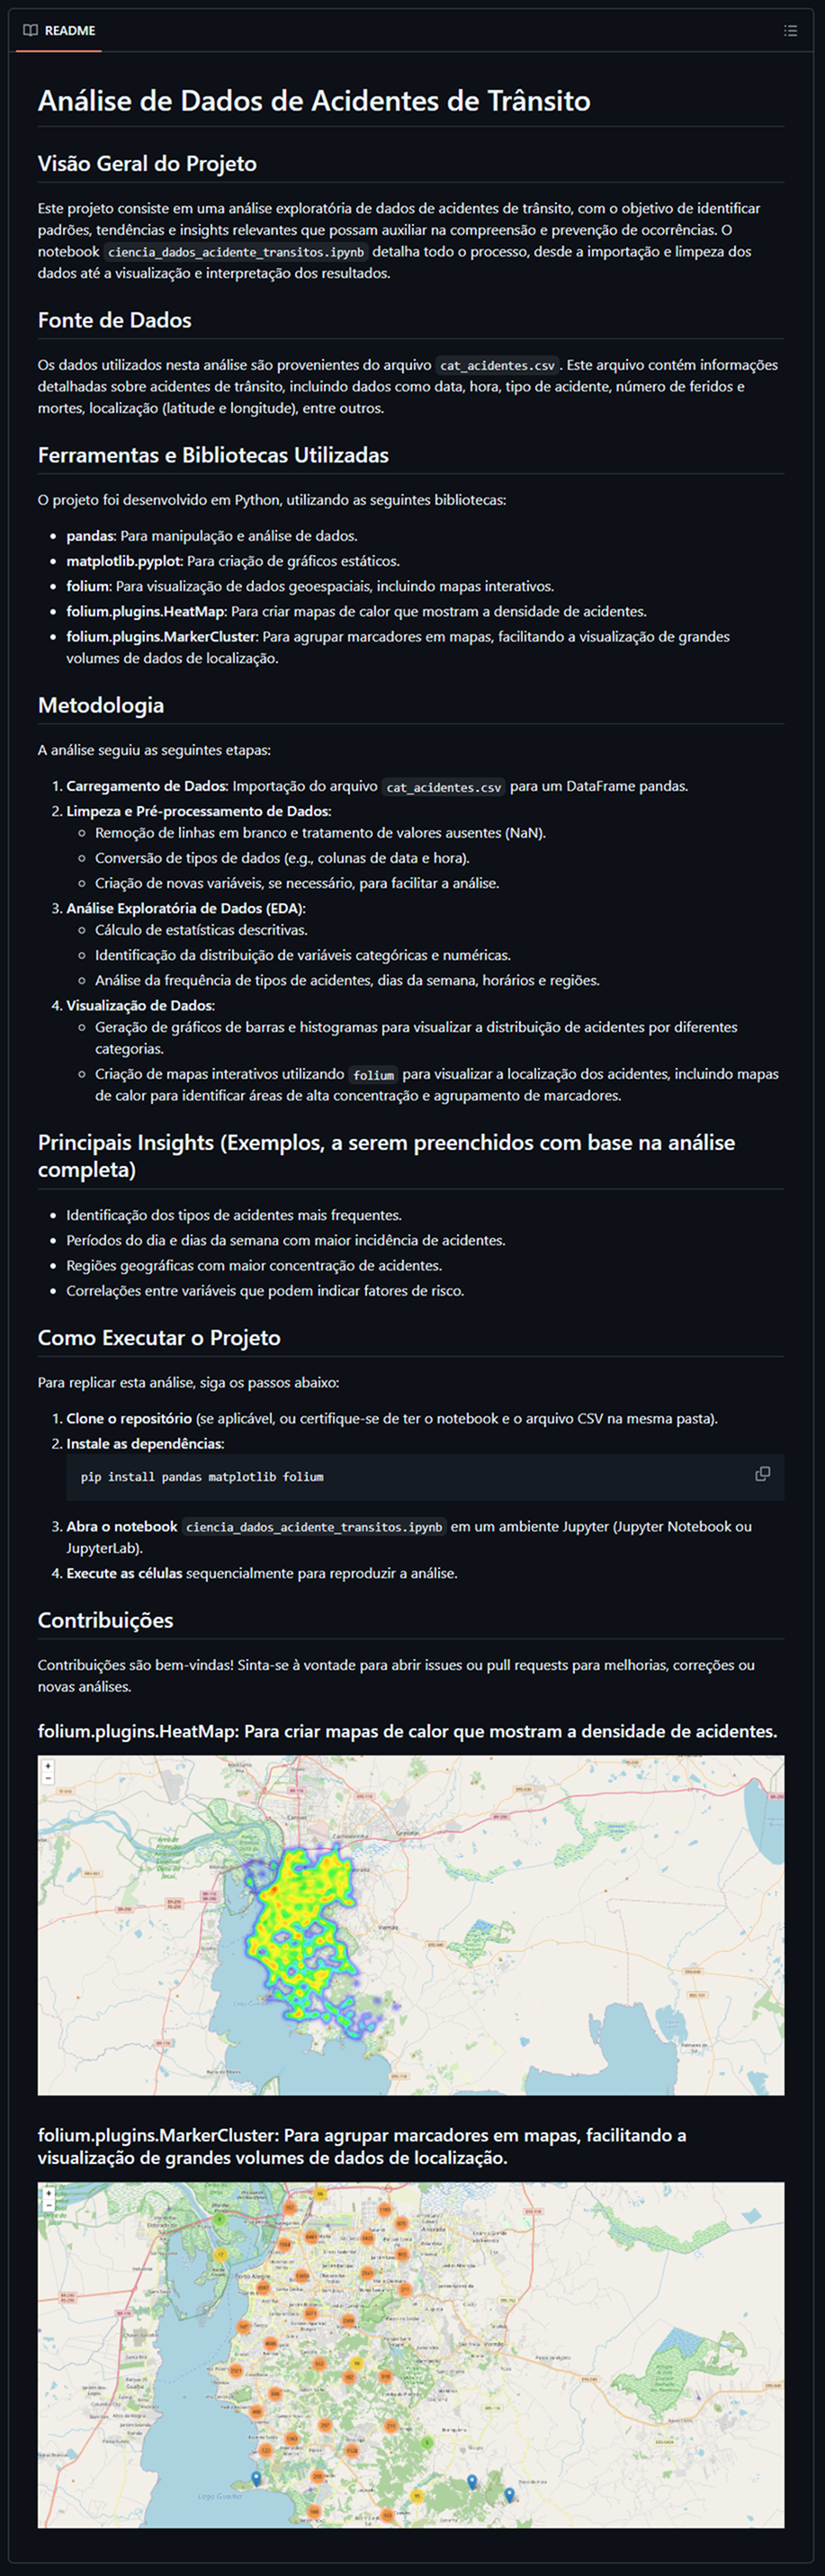 README
Análise de Dados de Acidentes de Trânsito
Visão Geral do Projeto
Este projeto consiste em uma análise exploratória de dados de acidentes de trânsito, com o objetivo de identificar
padrões, tendências e insights relevantes que possam auxiliar na compreensão e prevenção de ocorrências. O
notebook ciencia_dados_acidente_transitos.ipynb detalha todo o processo, desde a importação e limpeza dos
dados até a visualização e interpretação dos resultados.
Fonte de Dados
Os dados utilizados nesta análise são provenientes do arquivo cat_acidentes.csv. Este arquivo contém informações
detalhadas sobre acidentes de trânsito, incluindo dados como data, hora, tipo de acidente, número de feridos e
mortes, localização (latitude e longitude), entre outros.
Ferramentas e Bibliotecas Utilizadas
O projeto foi desenvolvido em Python, utilizando as seguintes bibliotecas:
• pandas: Para manipulação e análise de dados.
• matplotlib.pyplot: Para criação de gráficos estáticos.
• folium: Para visualização de dados geoespaciais, incluindo mapas interativos.
• folium.plugins.HeatMap: Para criar mapas de calor que mostram a densidade de acidentes.
• folium.plugins.MarkerCluster: Para agrupar marcadores em mapas, facilitando a visualização de grandes
volumes de dados de localização.
Metodologia
A análise seguiu as seguintes etapas:
1. Carregamento de Dados: Importação do arquivo cat_acidentes.csv para um DataFrame pandas.
2. Limpeza e Pré-processamento de Dados:
○ Remoção de linhas em branco e tratamento de valores ausentes (NaN).
○ Conversão de tipos de dados (e.g., colunas de data e hora).
○ Criação de novas variáveis, se necessário, para facilitar a análise.
3. Análise Exploratória de Dados (EDA):
○ Cálculo de estatísticas descritivas.
○ Identificação da distribuição de variáveis categóricas e numéricas.
○ Análise da frequência de tipos de acidentes, dias da semana, horários e regiões.
4. Visualização de Dados:
○ Geração de gráficos de barras e histogramas para visualizar a distribuição de acidentes por diferentes
categorias.
○ Criação de mapas interativos utilizando folium para visualizar a localização dos acidentes, incluindo mapas
de calor para identificar áreas de alta concentração e agrupamento de marcadores.
Principais Insights (Exemplos, a serem preenchidos com base na análise
completa)
• Identificação dos tipos de acidentes mais frequentes.
• Períodos do dia e dias da semana com maior incidência de acidentes.
• Regiões geográficas com maior concentração de acidentes.
• Correlações entre variáveis que podem indicar fatores de risco.
Como Executar o Projeto
Para replicar esta análise, siga os passos abaixo:
1. Clone o repositório (se aplicável, ou certifique-se de ter o notebook e o arquivo CSV na mesma pasta).
2. Instale as dependências:
pip install pandas matplotlib folium
3. Abra o notebook ciencia_dados_acidente_transitos.ipynb em um ambiente Jupyter (Jupyter Notebook ou
JupyterLab).
4. Execute as células sequencialmente para reproduzir a análise.
Contribuições
Contribuições são bem-vindas! Sinta-se à vontade para abrir issues ou pull requests para melhorias, correções ou
novas análises.
folium.plugins.HeatMap: Para criar mapas de calor que mostram a densidade de acidentes.
+
−
Canoas
Cachoeirinha
Gravataí
Viamão
folium.plugins.MarkerCluster: Para agrupar marcadores em mapas, facilitando a
visualização de grandes volumes de dados de localização.
+
−
Alvorada
Porto Alegre
Lago Guaíba